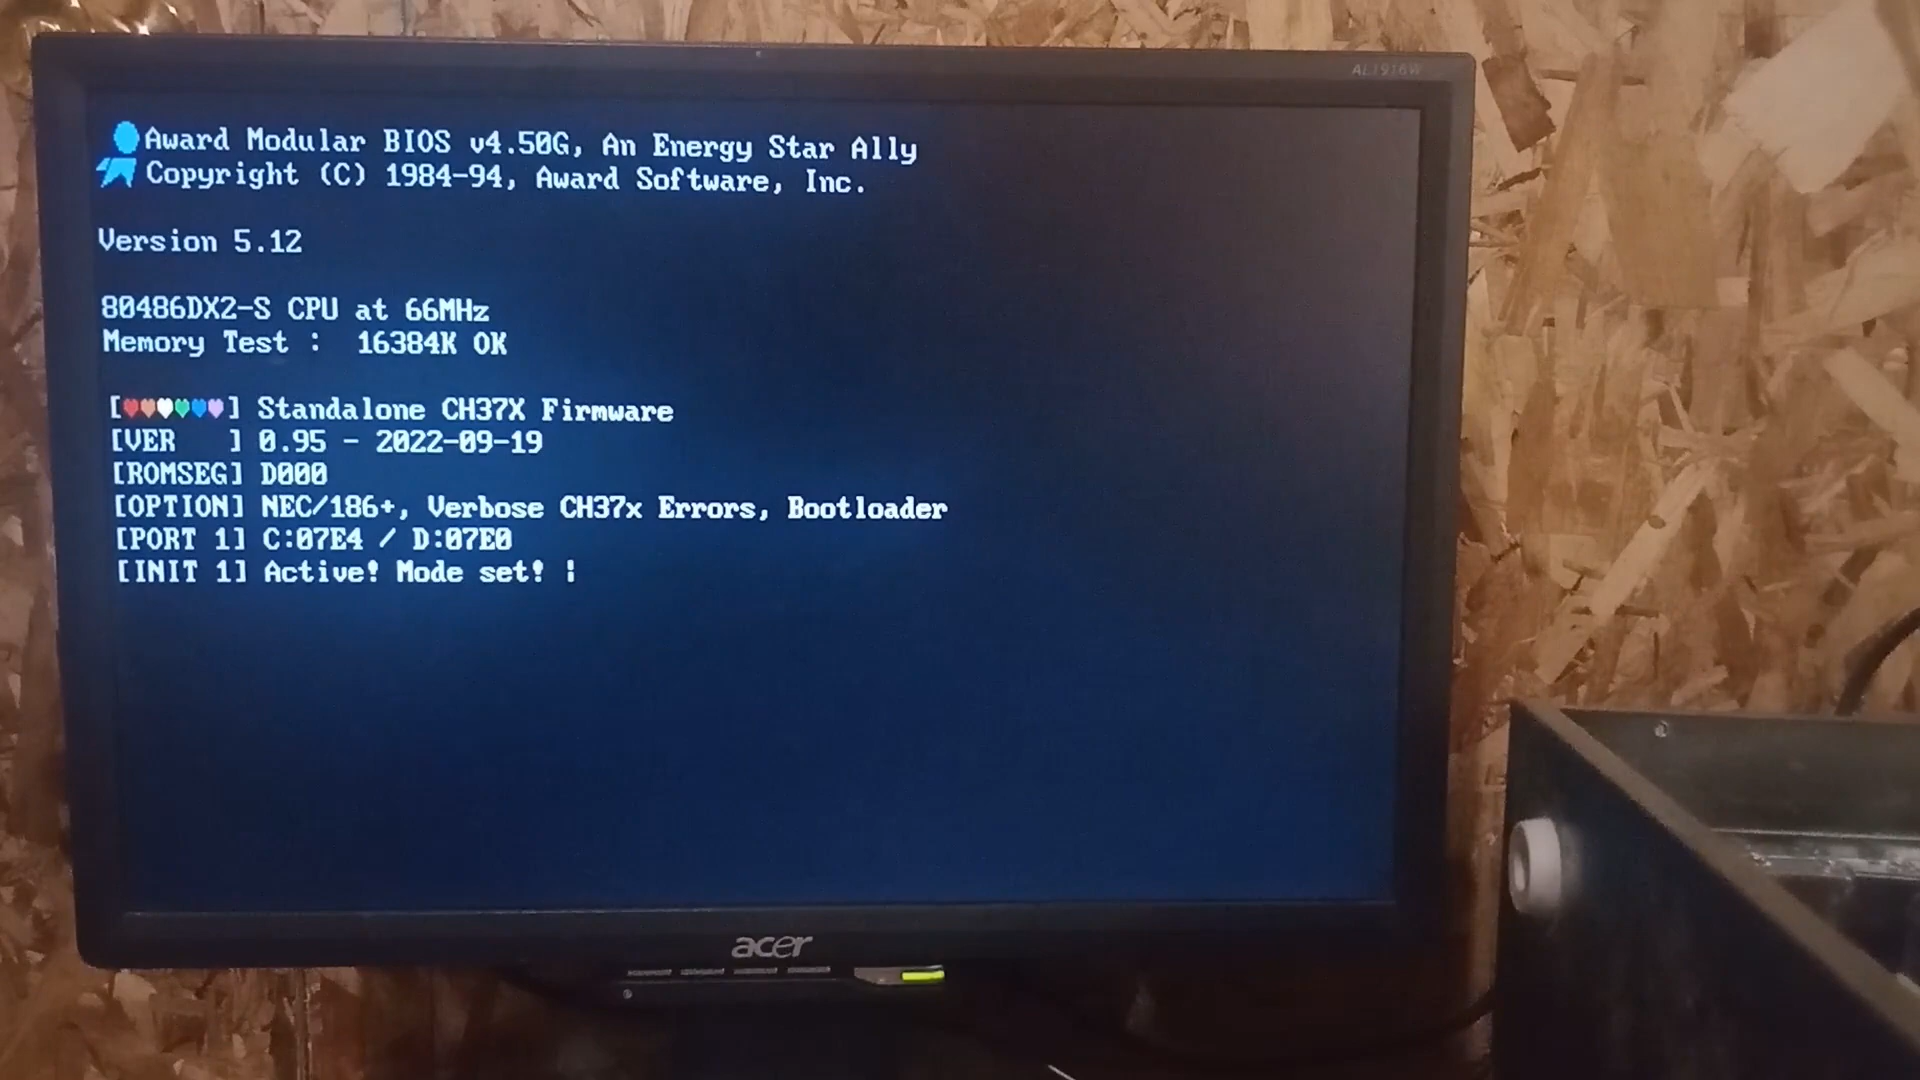 AL1916W
Award Modular BIOS v4.50G, An Energy Star Ally
Copyright (C) 1984-94, Award Software, Inc.
Version 5.12
80486DX2-S CPU at 66MHz
Memory Test :  16384K OK
[♥♥♥♥♥♥] Standalone CH37X Firmware
[VER   ] 0.95 - 2022-09-19
[ROMSEG] D000
[OPTION] NEC/186+, Verbose CH37x Errors, Bootloader
[PORT 1] C:07E4 / D:07E0
[INIT 1] Active! Mode set! ¦
acer